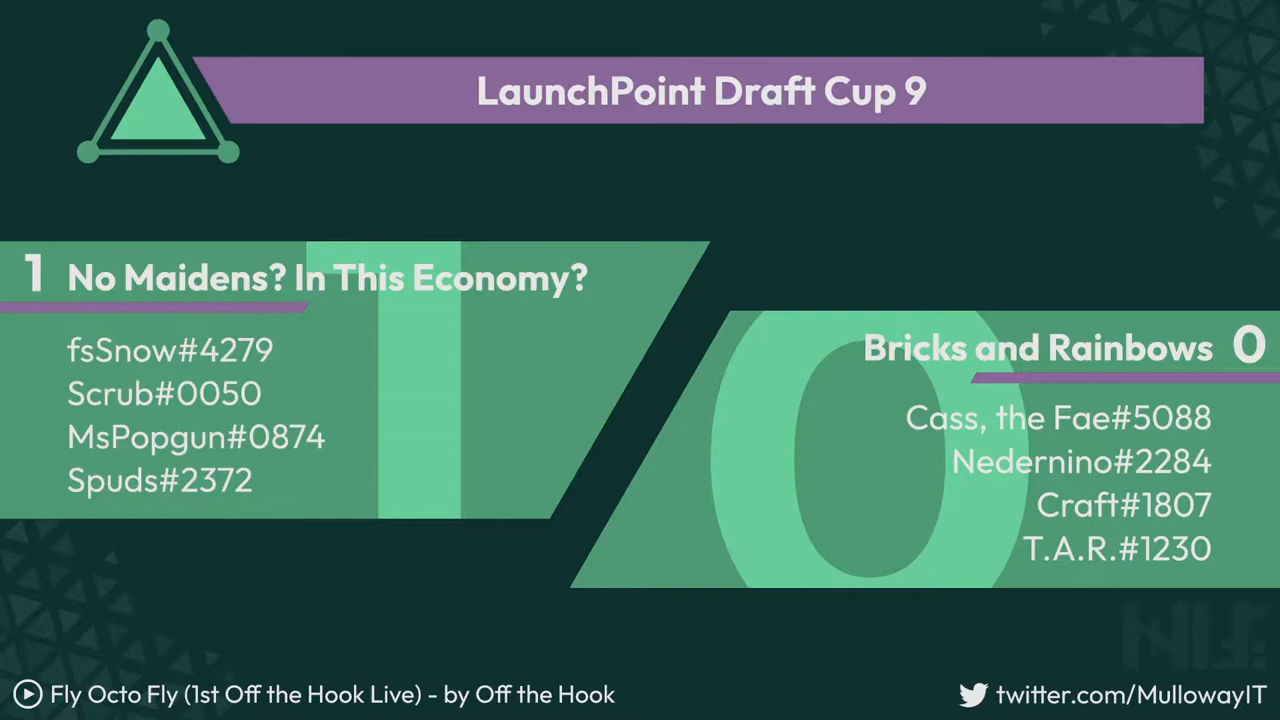 LaunchPoint Draft Cup 9
1 No Maidens? In This Economy?
fsSnow#4279
Scrub#0050
MsPopgun#0874
Spuds#2372
1
Bricks and Rainbows 0
Cass, the Fae#5088
Nedernino#2284
Craft#1807
T.A.R.#1230
0
Fly Octo Fly (1st Off the Hook Live) - by Off the Hook
twitter.com/MullowayIT